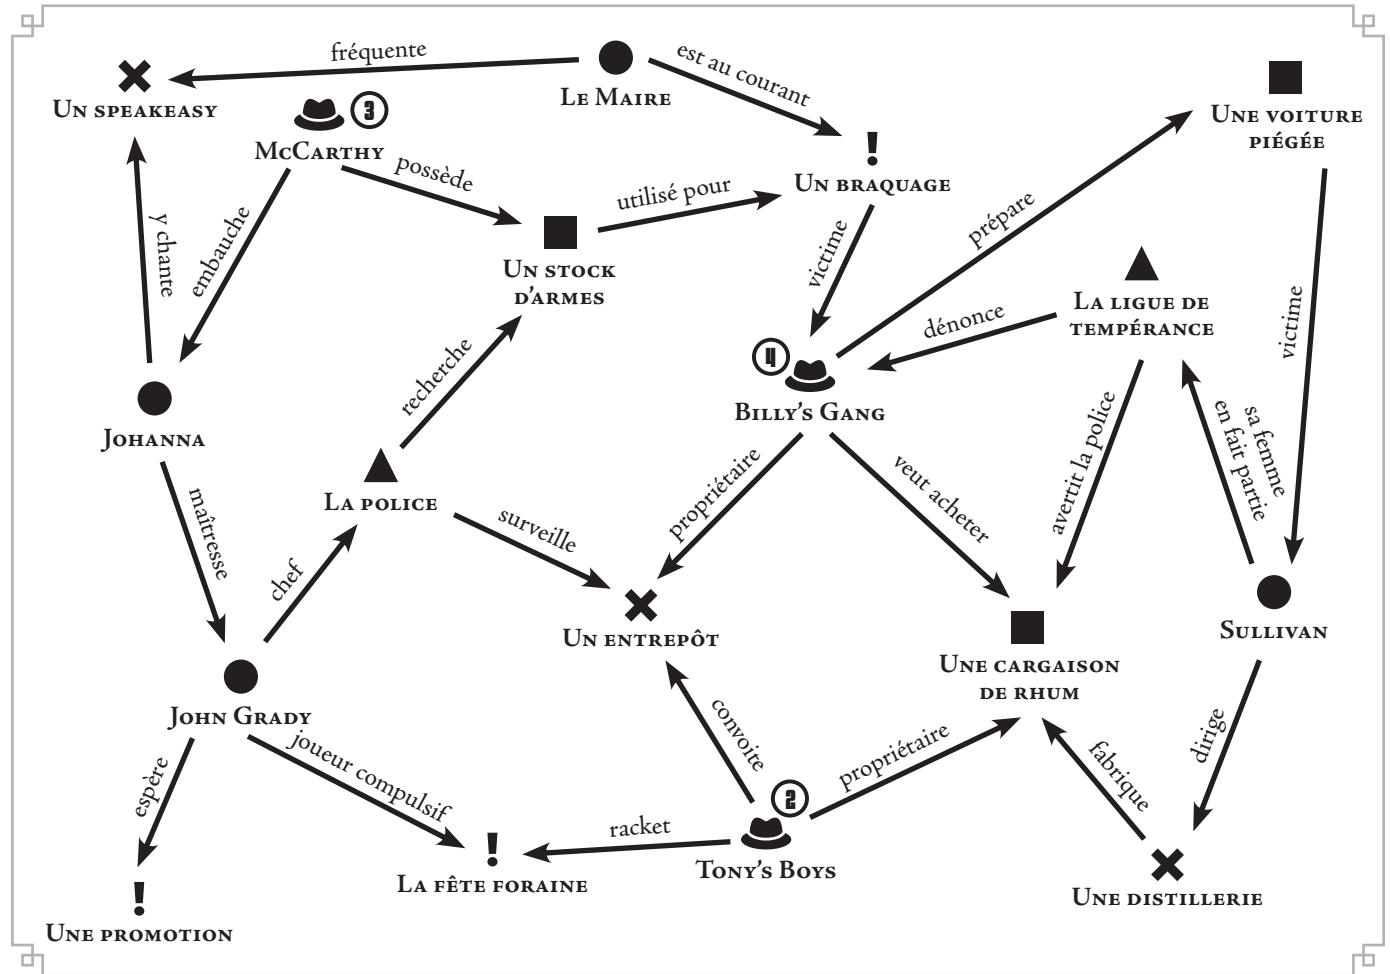 fréquente
est au courant
Un speakeasy
3
McCarthy
Le Maire
Une voiture
piégée
possède
utilisé pour
Un braquage
y chante
embauche
Un stock
d'armes
victime
prépare
La ligue de
tempérance
victime
dénonce
recherche
4
Billy's Gang
Johanna
La police
maîtresse
chef
surveille
propriétaire
veut acheter
avertit la police
sa femme
en fait partie
Un entrepôt
Sullivan
Une cargaison
de rhum
John Grady
espère
joueur compulsif
convoite
propriétaire
fabrique
dirige
racket
2
Tony's Boys
La fête foraine
Une distillerie
Une promotion